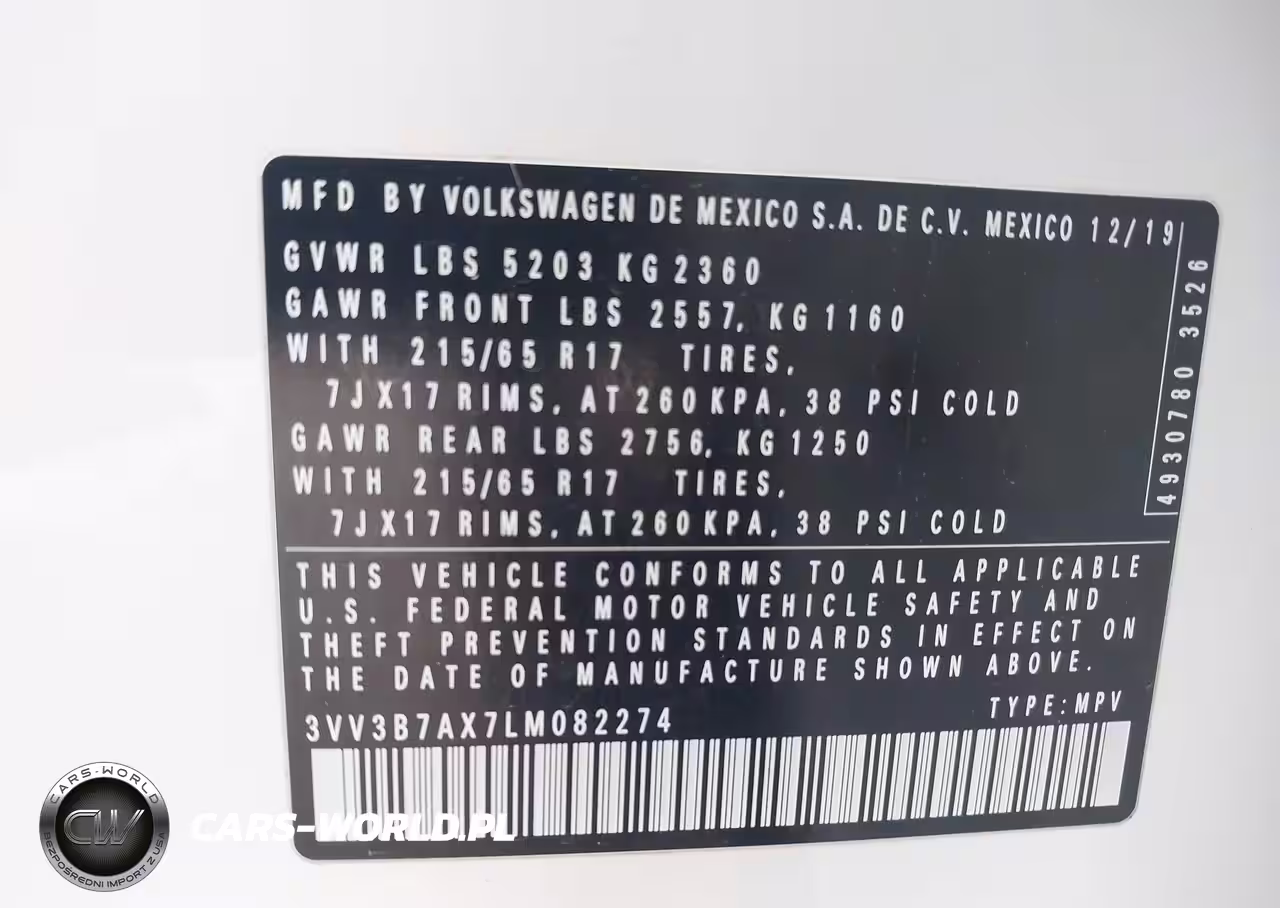 MFD BY VOLKSWAGEN DE MEXICO S.A. DE C.V. MEXICO 12/19
GVWR LBS 5203 KG 2360
GAWR FRONT LBS 2557, KG 1160
WITH 215/65 R17 TIRES,
7JX17 RIMS, AT 260 KPA, 38 PSI COLD
GAWR REAR LBS 2756, KG 1250
WITH 215/65 R17 TIRES,
7JX17 RIMS, AT 260 KPA, 38 PSI COLD
4930780 3526
THIS VEHICLE CONFORMS TO ALL APPLICABLE
U.S. FEDERAL MOTOR VEHICLE SAFETY AND
THEFT PREVENTION STANDARDS IN EFFECT ON
THE DATE OF MANUFACTURE SHOWN ABOVE.
TYPE:MPV
3VV3B7AX7LM082274
CARS-WORLD
CW
BEZPOŚREDNI IMPORT Z USA
CARS-WORLD.PL